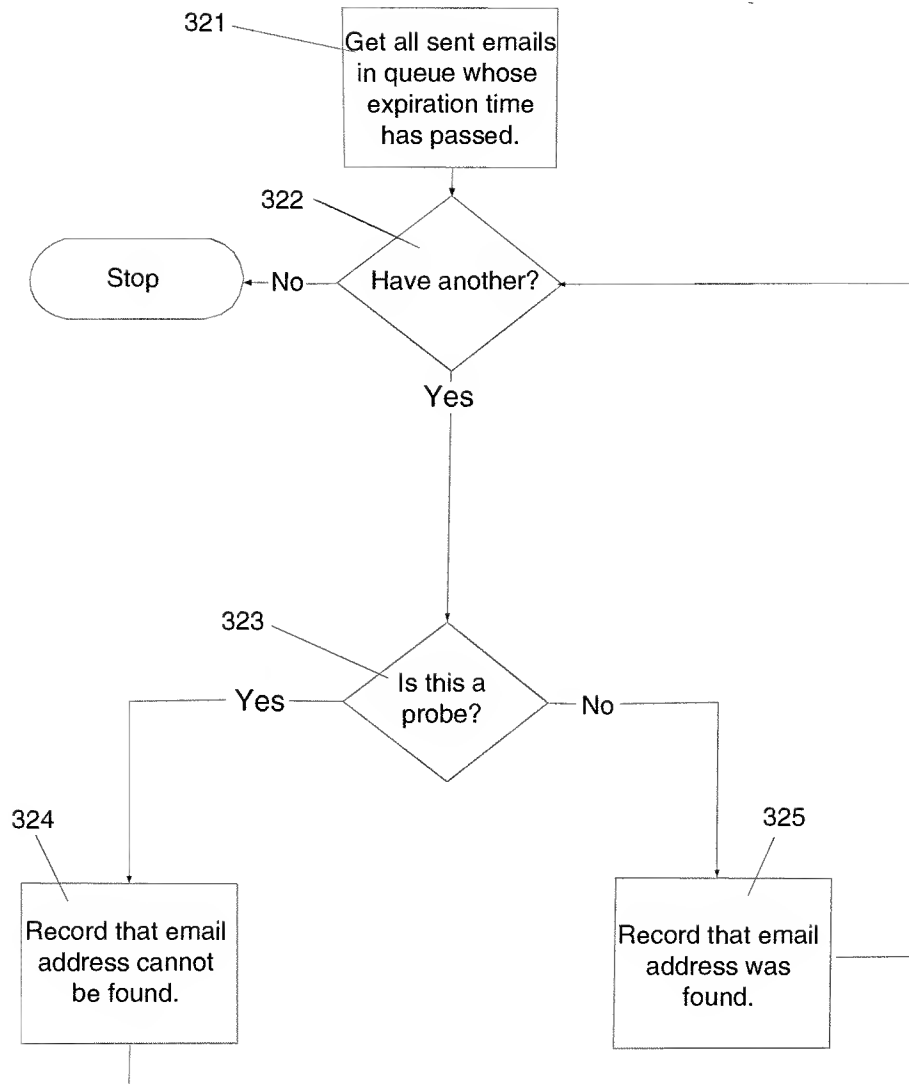 321
Get all sent emails
in queue whose
expiration time
has passed.
322
Have another?
No
Stop
Yes
323
Is this a
probe?
Yes
No
324
Record that email
address cannot
be found.
325
Record that email
address was
found.